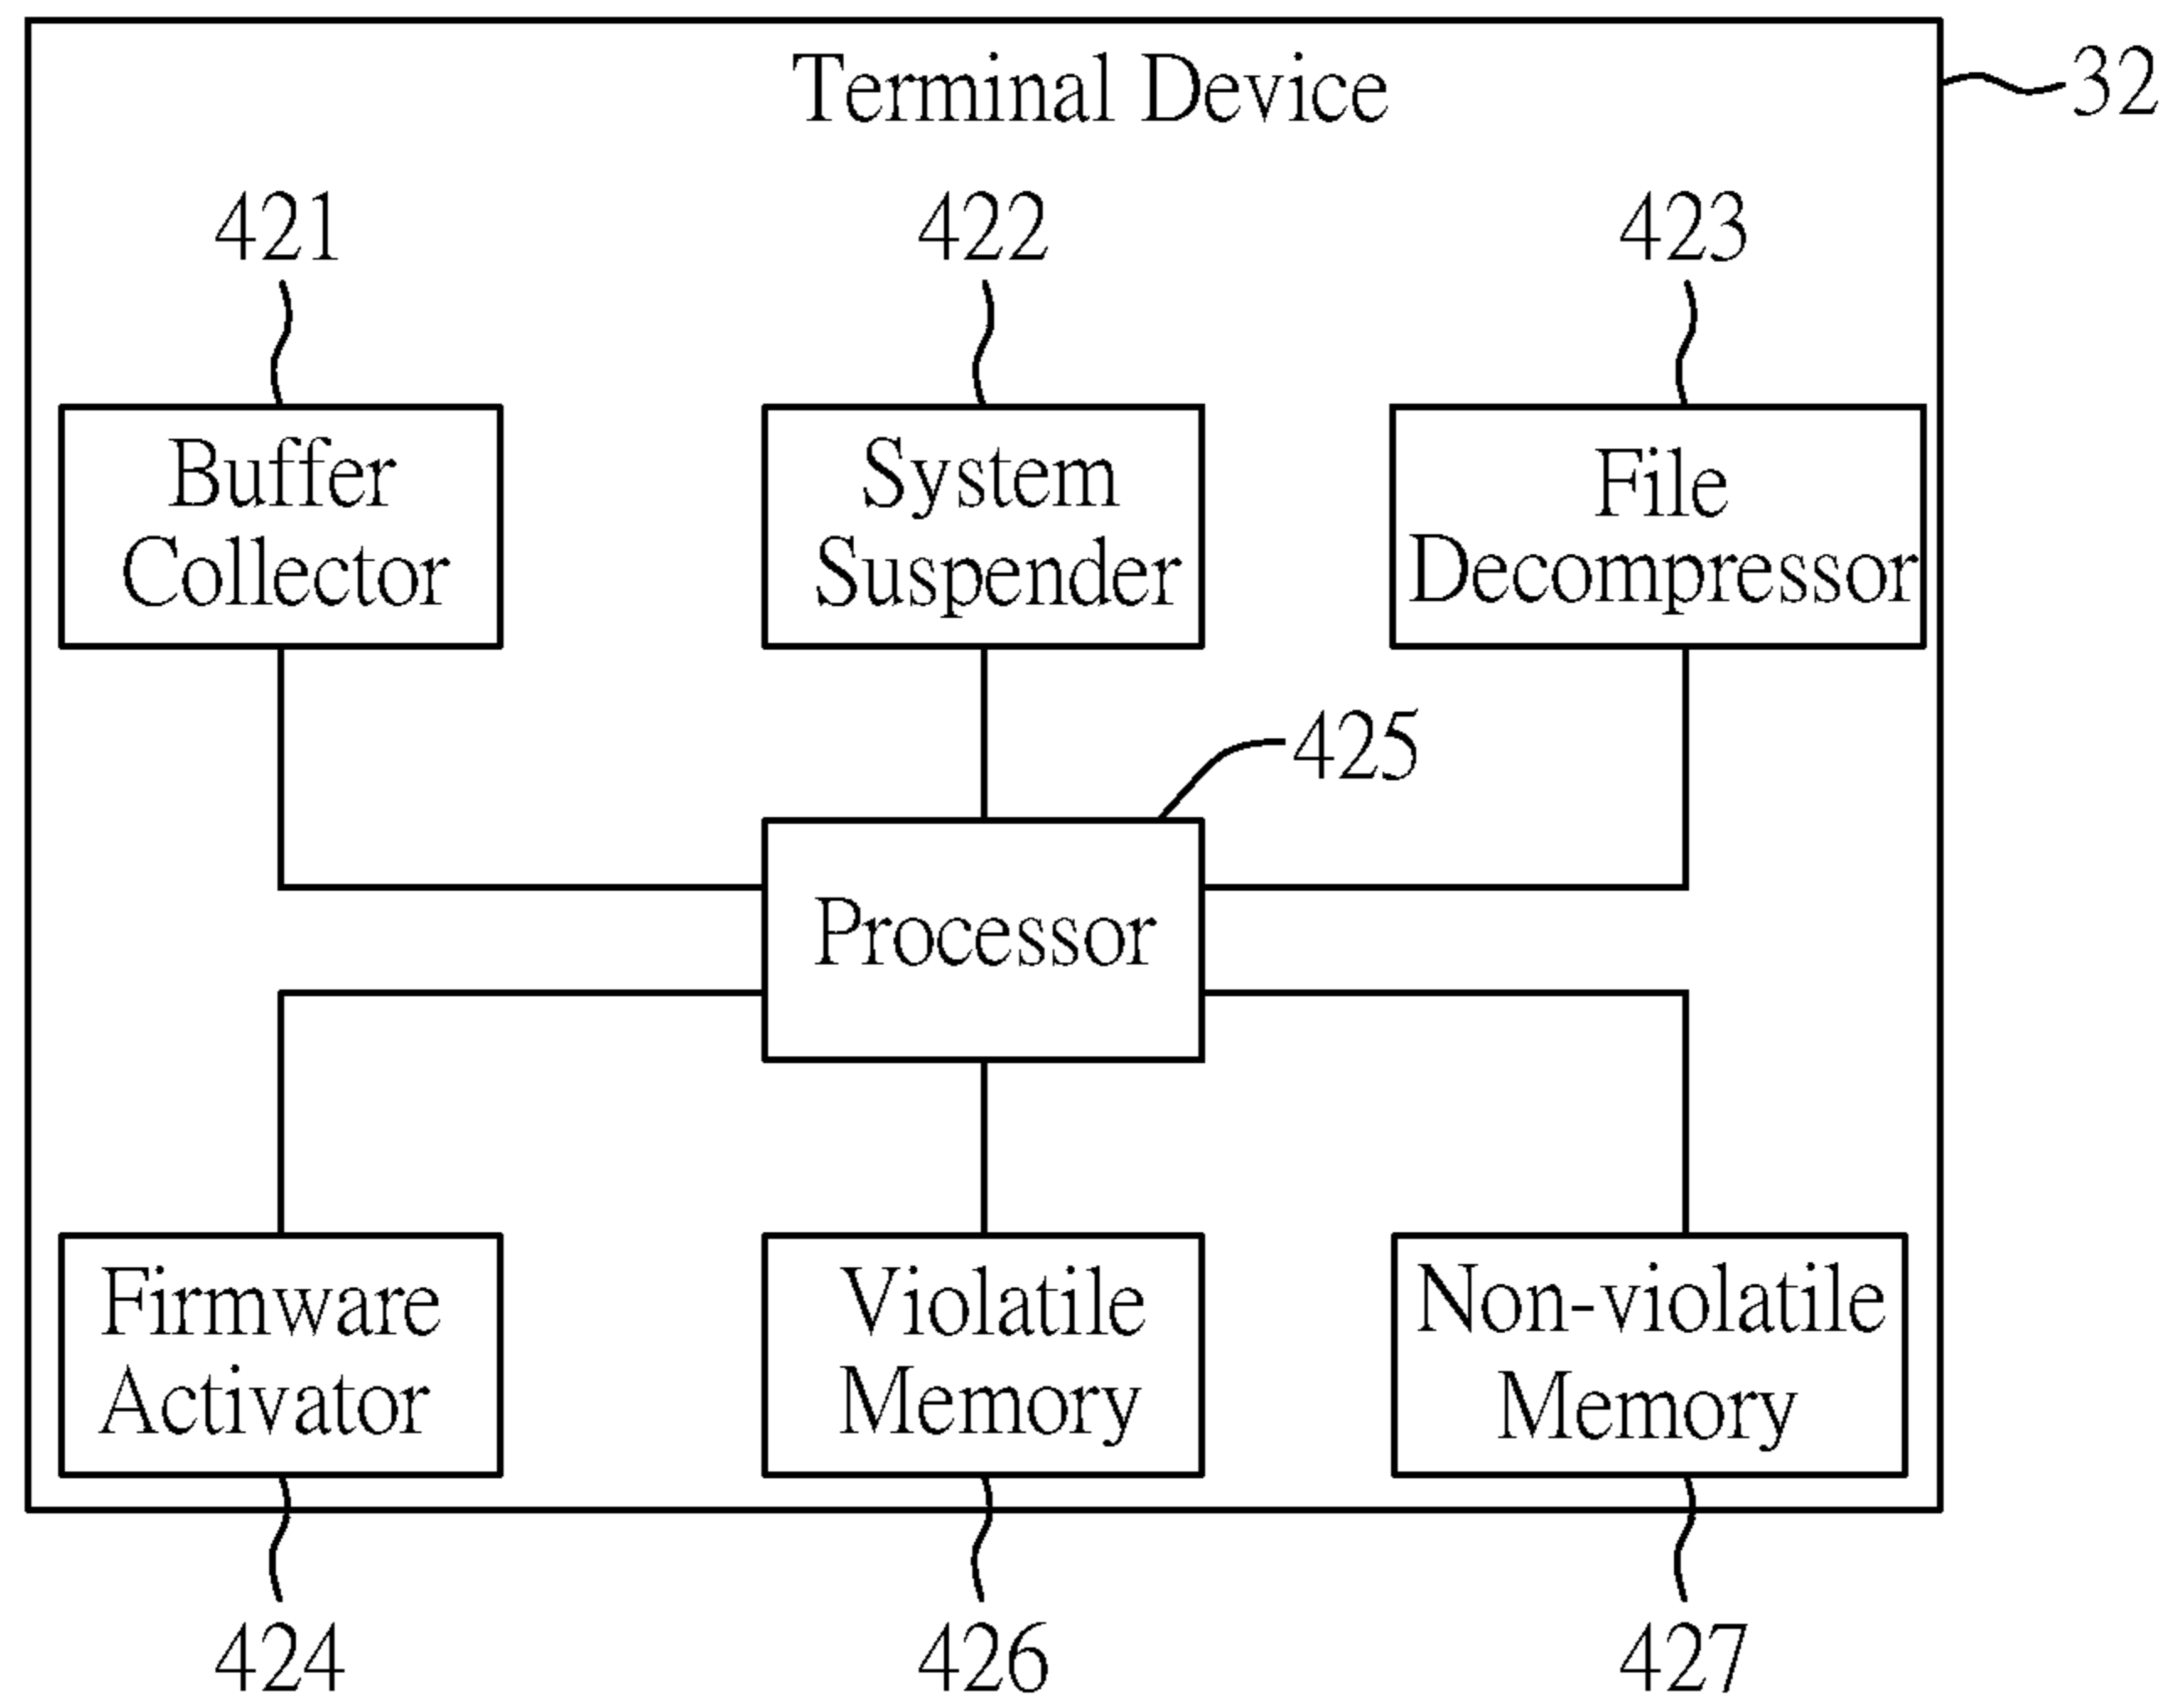 Terminal Device
32
421
422
423
Buffer
Collector
System
Suspender
File
Decompressor
425
Processor
Firmware
Activator
Violatile
Memory
Non-violatile
Memory
424
426
427